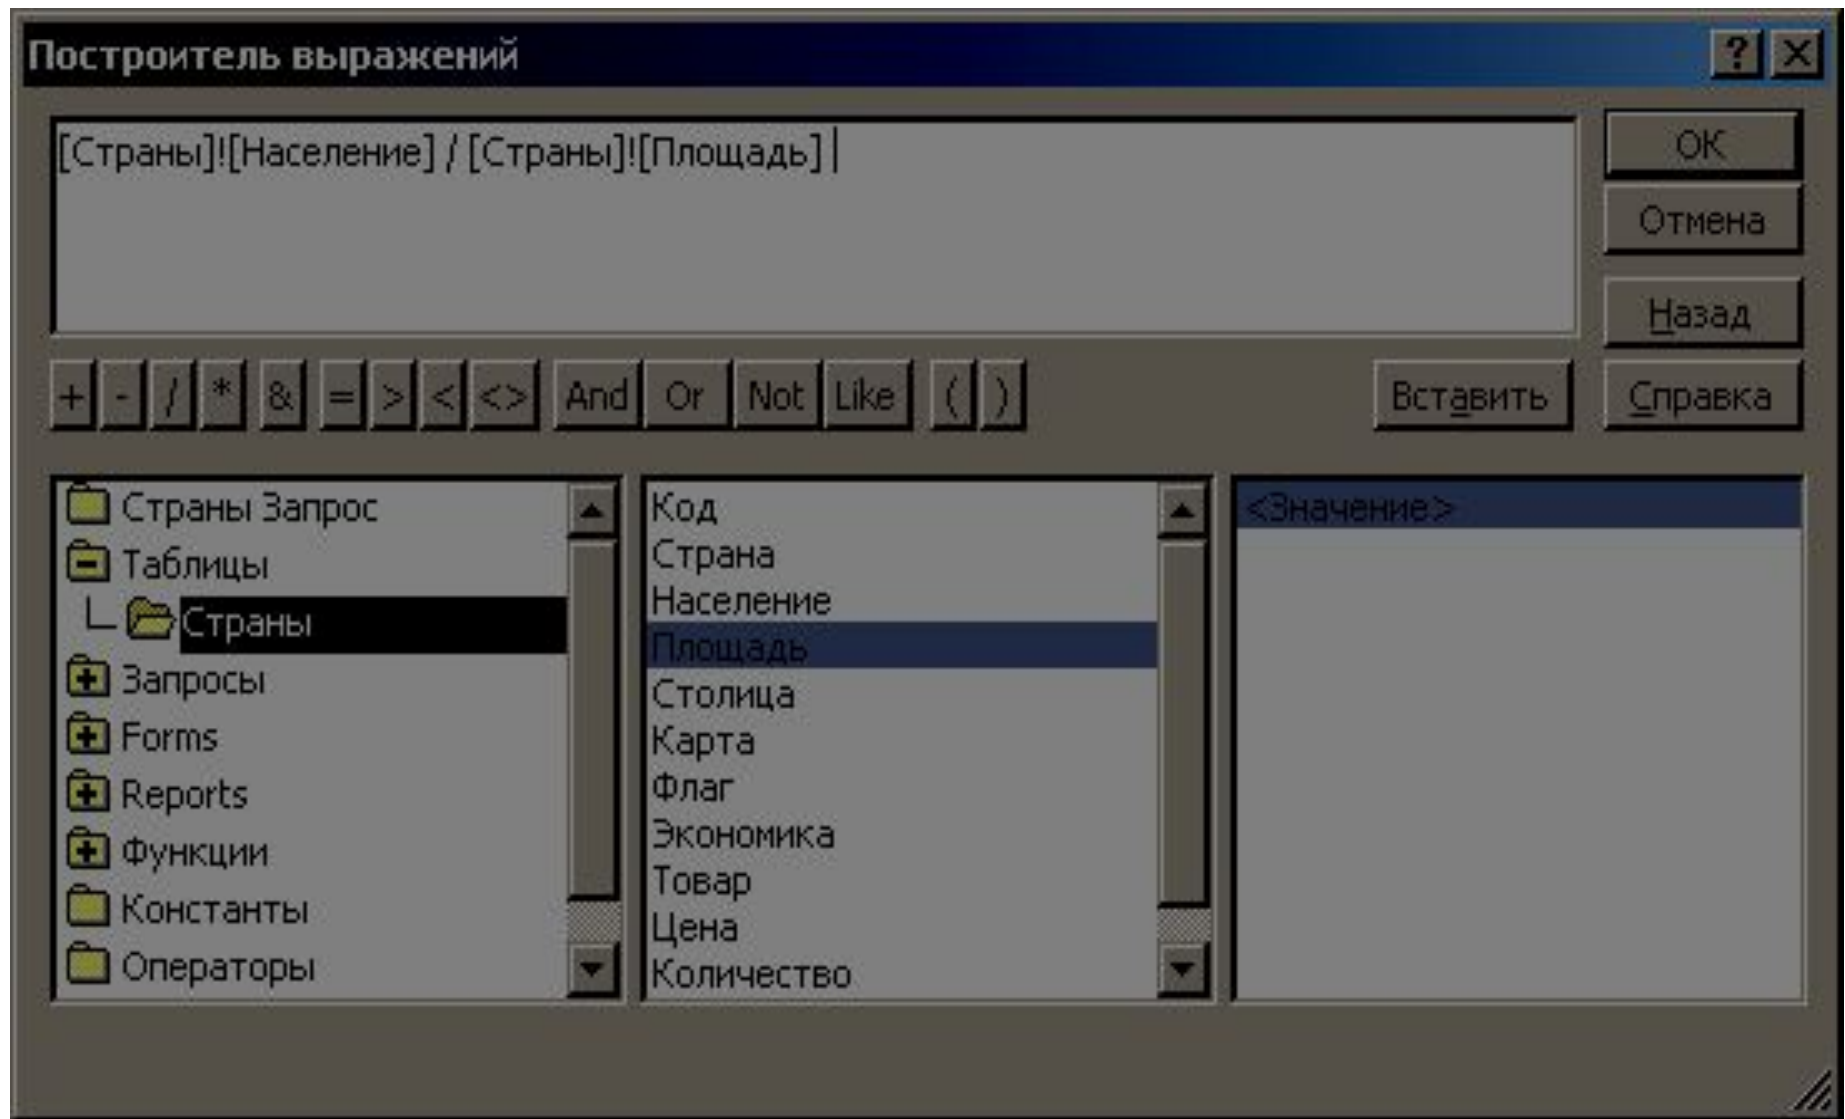 Построитель выражений
[Страны]![Население] / [Страны]![Площадь]
OK
Отмена
Назад
+ - / * & = > < <> And Or Not Like ( ) Вставить Справка
Страны Запрос
Таблицы
Страны
Запросы
Forms
Reports
Функции
Константы
Операторы
Код
Страна
Население
Площадь
Столица
Карта
Флаг
Экономика
Товар
Цена
Количество
<Значение>